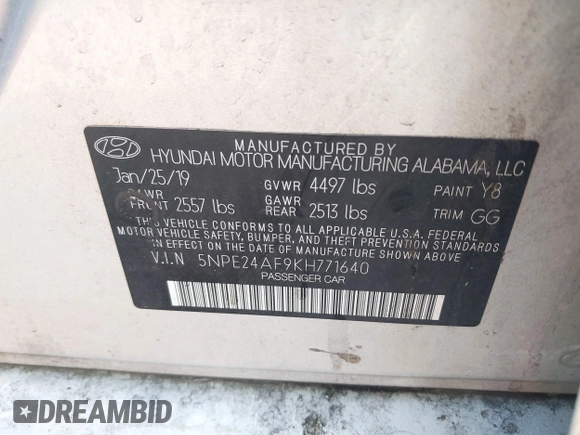 MANUFACTURED BY
HYUNDAI MOTOR MANUFACTURING ALABAMA, LLC
Jan/25/19 GVWR 4497 lbs PAINT Y8
GAWR FRONT 2557 lbs GAWR REAR 2513 lbs TRIM GG
THIS VEHICLE CONFORMS TO ALL APPLICABLE U.S.A. FEDERAL
MOTOR VEHICLE SAFETY, BUMPER, AND THEFT PREVENTION STANDARDS
IN EFFECT ON THE DATE OF MANUFACTURE SHOWN ABOVE
V.I.N 5NPE24AF9KH771640
PASSENGER CAR
DREAMBID